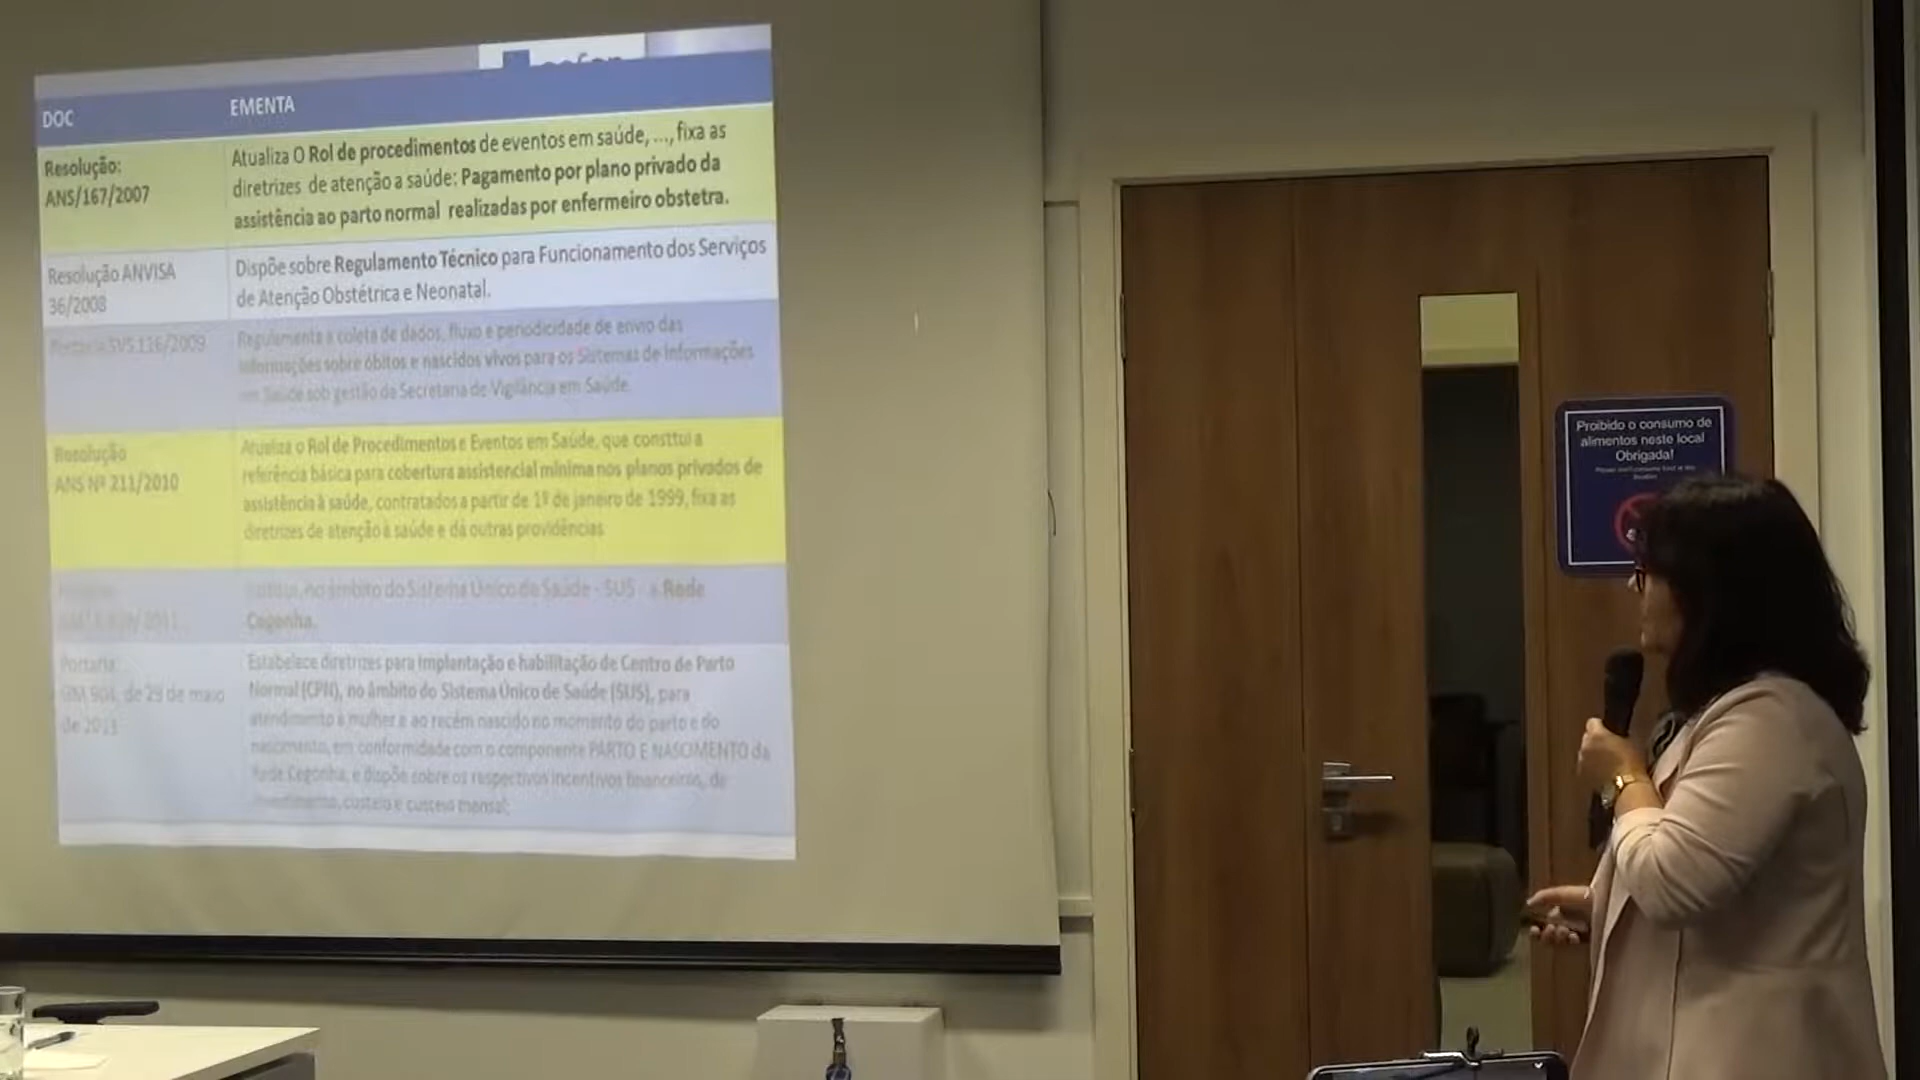 DOC
EMENTA
Resolução:
ANS/167/2007
Atualiza O Rol de procedimentos de eventos em saúde, ..., fixa as
diretrizes de atenção a saúde: Pagamento por plano privado da
assistência ao parto normal realizadas por enfermeiro obstetra.
Resolução ANVISA
36/2008
Dispõe sobre Regulamento Técnico para Funcionamento dos Serviços
de Atenção Obstétrica e Neonatal.
Regulamenta a coleta de dados, fluxo e periodicidade de envio das
informações sobre óbitos e nascidos vivos para os Sistemas de Informações
em Saúde sob gestão da Secretaria de Vigilância em Saúde.
Resolução
ANS Nº 211/2010
Atualiza o Rol de Procedimentos e Eventos em Saúde, que constitui a
referência básica para cobertura assistencial mínima nos planos privados de
assistência à saúde, contratados a partir de 1º de janeiro de 1999, fixa as
diretrizes de atenção à saúde e dá outras providências
no âmbito do Sistema Único de Saúde - SUS - a Rede
Cegonha.
Portaria
de 29 de maio
Estabelece diretrizes para implantação e habilitação de Centro de Parto
Normal (CPN), no âmbito do Sistema Único de Saúde (SUS), para
atendimento à mulher e ao recém nascido no momento do parto e do
nascimento, em conformidade com o componente PARTO E NASCIMENTO da
Rede Cegonha, e dispõe sobre os respectivos incentivos financeiros, de
investimento, custeio e custeio mensal;
Proibido o consumo de
alimentos neste local
Obrigada!